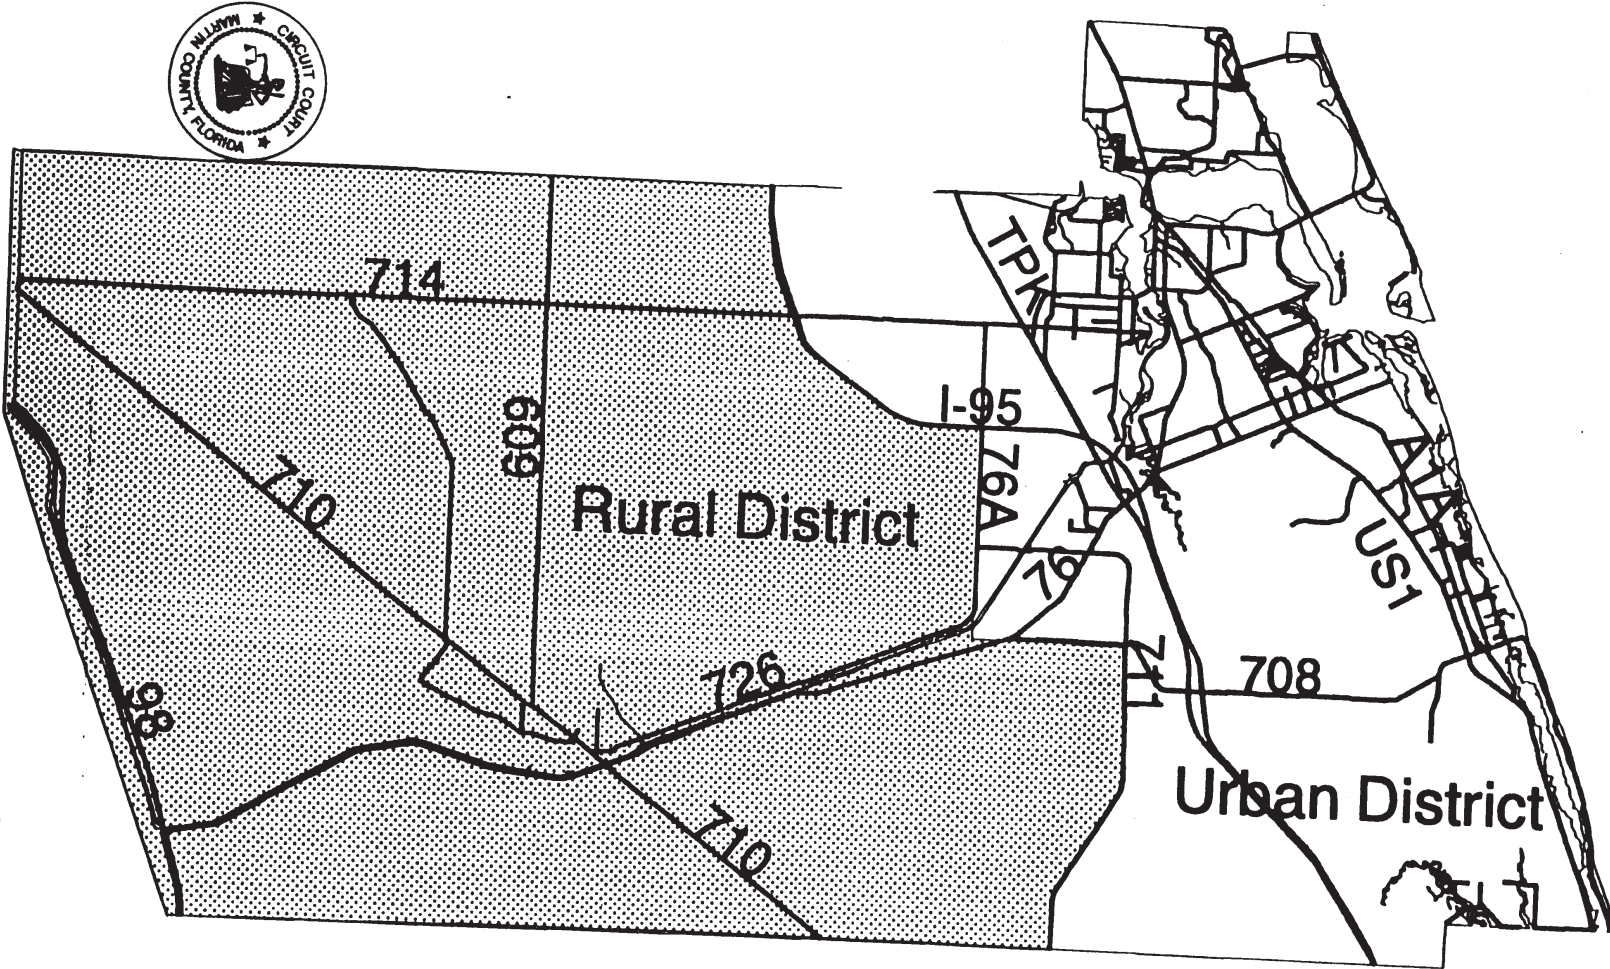 CIRCUIT COURT
MARTIN COUNTY, FLORIDA
TPK
714
609
I-95
710
76A
Rural District
A1A
US1
76
726
711
708
98
Urban District
710